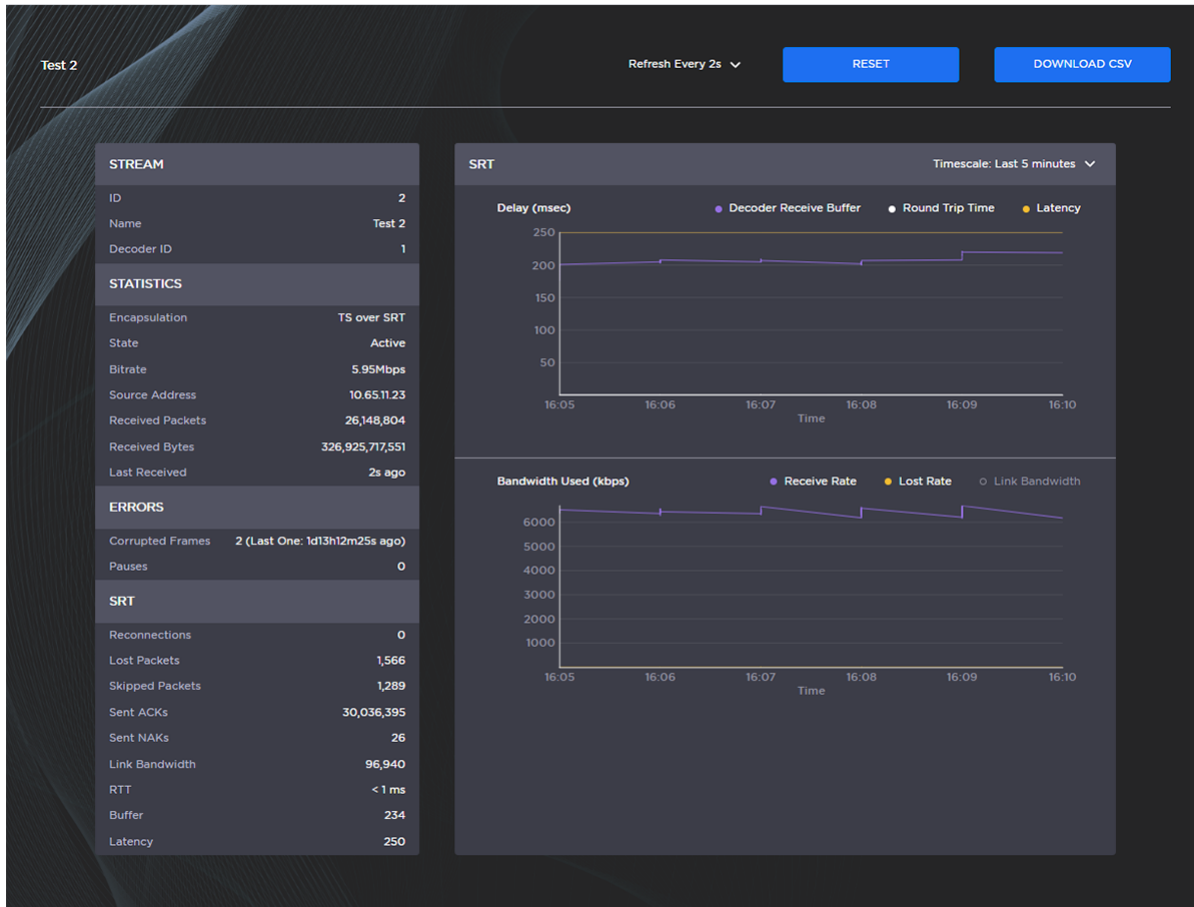 Test 2
Refresh Every 2s
RESET
DOWNLOAD CSV
STREAM
ID 2
Name Test 2
Decoder ID 1
STATISTICS
Encapsulation TS over SRT
State Active
Bitrate 5.95Mbps
Source Address 10.65.11.23
Received Packets 26,148,804
Received Bytes 326,925,717,551
Last Received 2s ago
ERRORS
Corrupted Frames 2 (Last One: 1d13h12m25s ago)
Pauses 0
SRT
Reconnections 0
Lost Packets 1,566
Skipped Packets 1,289
Sent ACKs 30,036,395
Sent NAKs 26
Link Bandwidth 96,940
RTT < 1 ms
Buffer 234
Latency 250
SRT Timescale: Last 5 minutes
Delay (msec) Decoder Receive Buffer Round Trip Time Latency
250
200
150
100
50
16:05 16:06 16:07 16:08 16:09 16:10
Time
Bandwidth Used (kbps) Receive Rate Lost Rate Link Bandwidth
6000
5000
4000
3000
2000
1000
16:05 16:06 16:07 16:08 16:09 16:10
Time